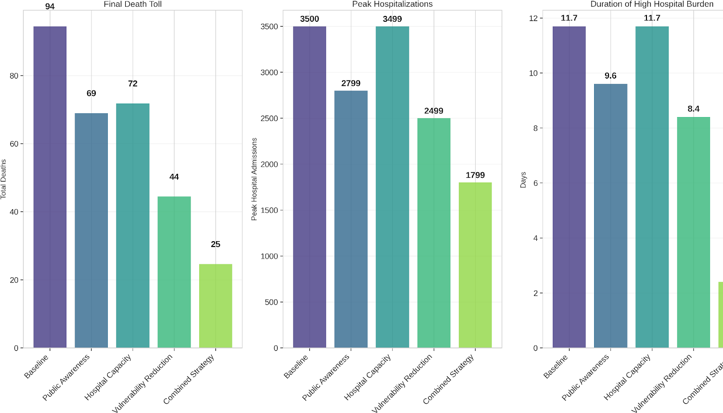 Final Death Toll
94
69
72
44
25
80
60
40
20
0
Total Deaths
Baseline
Public Awareness
Hospital Capacity
Vulnerability Reduction
Combined Strategy
Peak Hospitalizations
3500
2799
3499
2499
1799
3500
3000
2500
2000
1500
1000
500
0
Peak Hospital Admissions
Baseline
Public Awareness
Hospital Capacity
Vulnerability Reduction
Combined Strategy
Duration of High Hospital Burden
11.7
9.6
11.7
8.4
12
10
8
6
4
2
0
Days
Baseline
Public Awareness
Hospital Capacity
Vulnerability Reduction